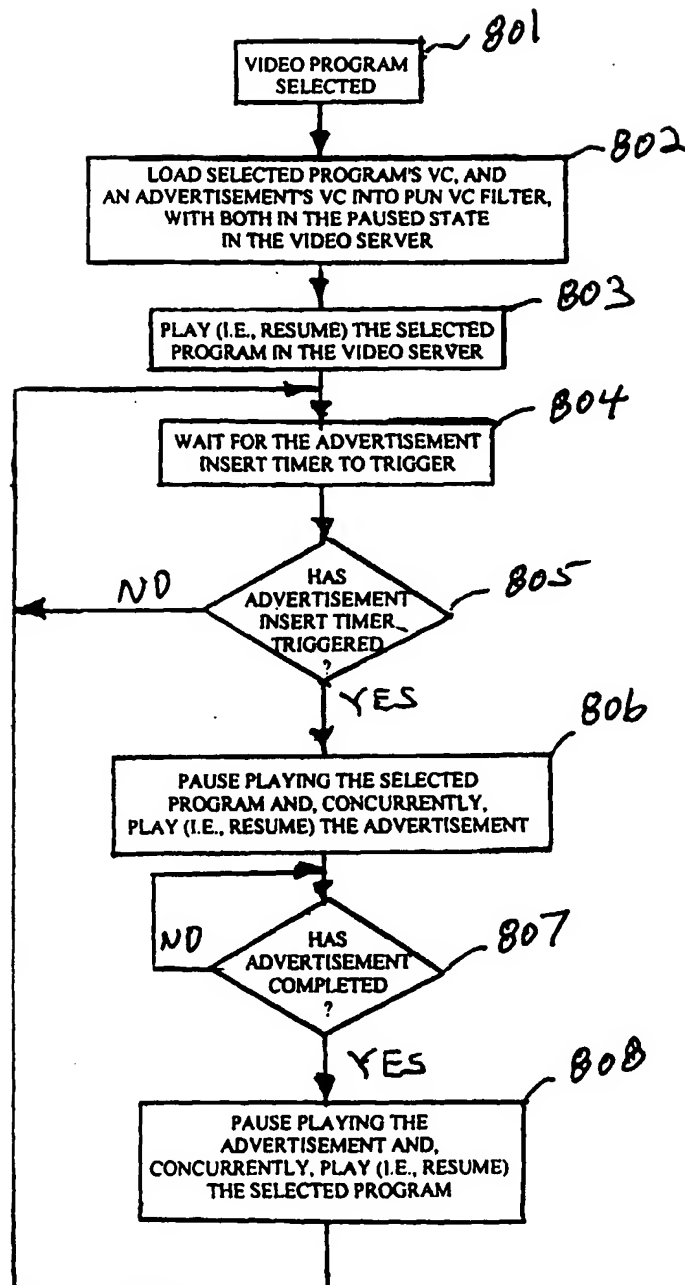 801
VIDEO PROGRAM
SELECTED
802
LOAD SELECTED PROGRAM'S VC, AND
AN ADVERTISEMENT'S VC INTO PUN VC FILTER,
WITH BOTH IN THE PAUSED STATE
IN THE VIDEO SERVER
803
PLAY (I.E., RESUME) THE SELECTED
PROGRAM IN THE VIDEO SERVER
804
WAIT FOR THE ADVERTISEMENT
INSERT TIMER TO TRIGGER
NO
805
HAS
ADVERTISEMENT
INSERT TIMER
TRIGGERED
?
YES
806
PAUSE PLAYING THE SELECTED
PROGRAM AND, CONCURRENTLY,
PLAY (I.E., RESUME) THE ADVERTISEMENT
NO
807
HAS
ADVERTISEMENT
COMPLETED
?
YES
808
PAUSE PLAYING THE
ADVERTISEMENT AND,
CONCURRENTLY, PLAY (I.E., RESUME)
THE SELECTED PROGRAM